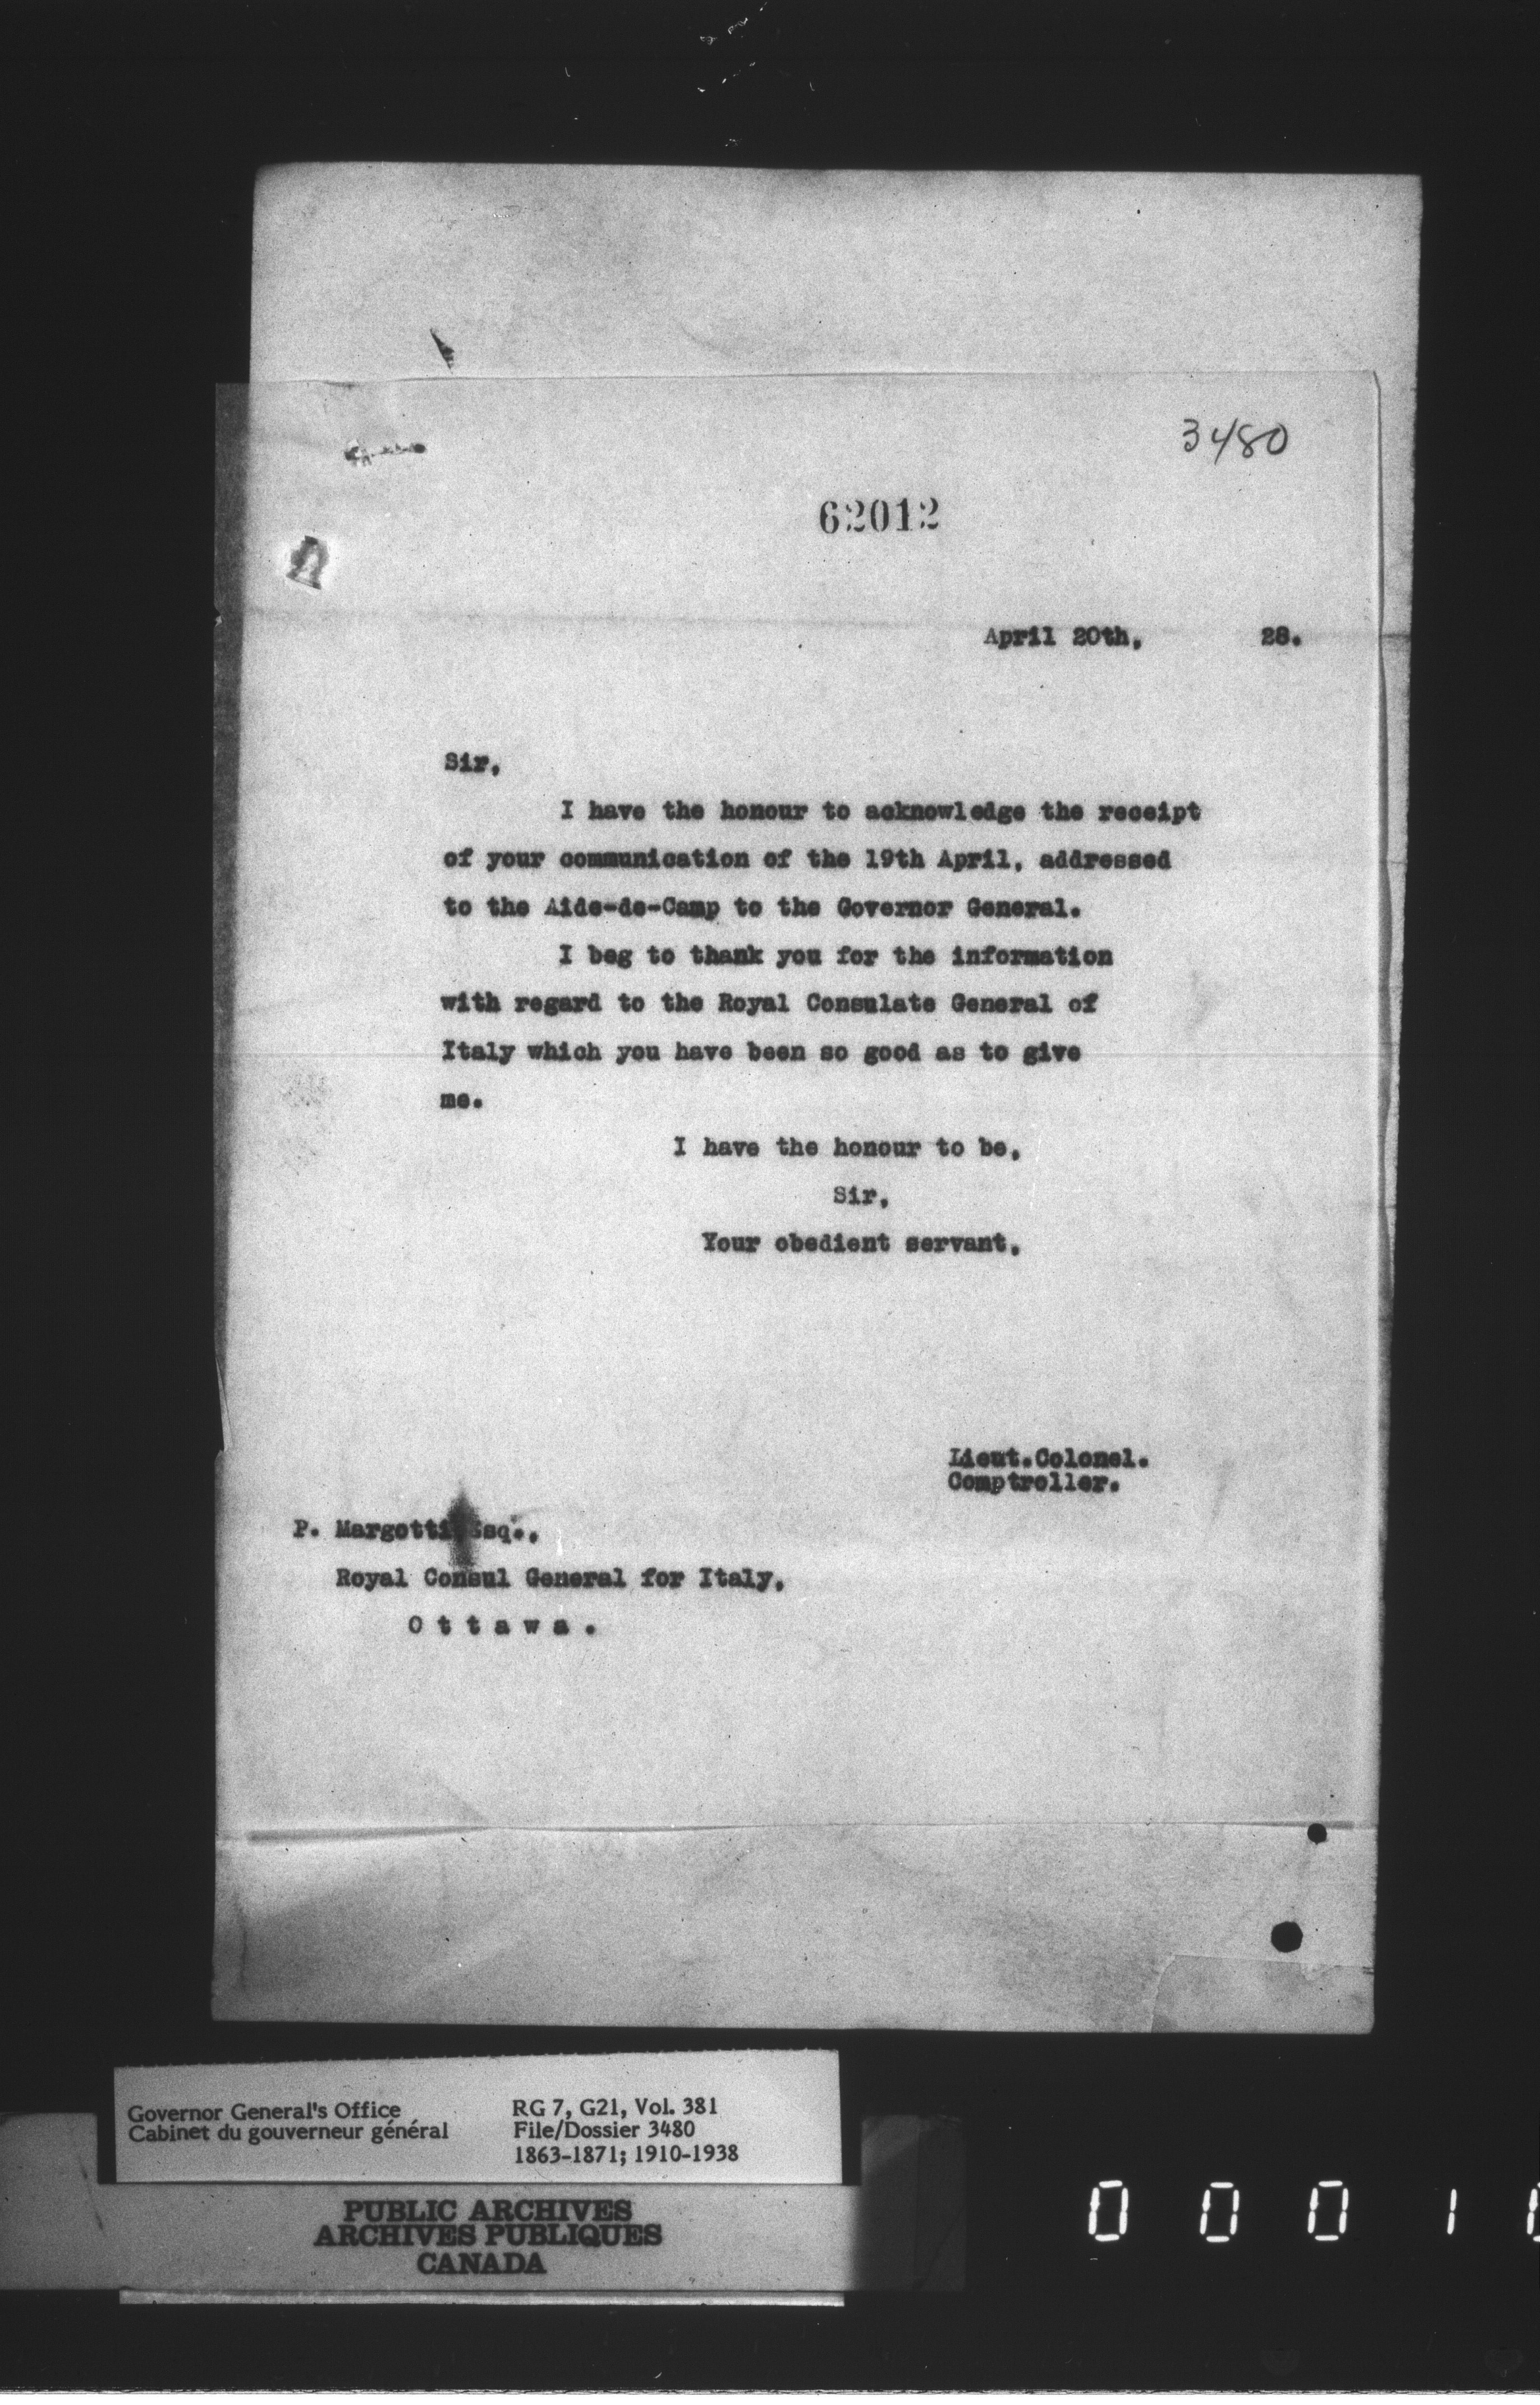 3480
62012
April 20th, 28.
Sir,
I have the honour to acknowledge the receipt
of your communication of the 19th April, addressed
to the Aide-de-Camp to the Governor General.
I beg to thank you for the information
with regard to the Royal Consulate General of
Italy which you have been so good as to give
me.
I have the honour to be,
Sir,
Your obedient servant,
Lieut.Colonel.
Comptroller.
P. Margotti Esq.,
Royal Consul General for Italy,
Ottawa.
Governor General's Office
Cabinet du gouverneur général
RG 7, G21, Vol. 381
File/Dossier 3480
1863-1871; 1910-1938
PUBLIC ARCHIVES
ARCHIVES PUBLIQUES
CANADA
0001